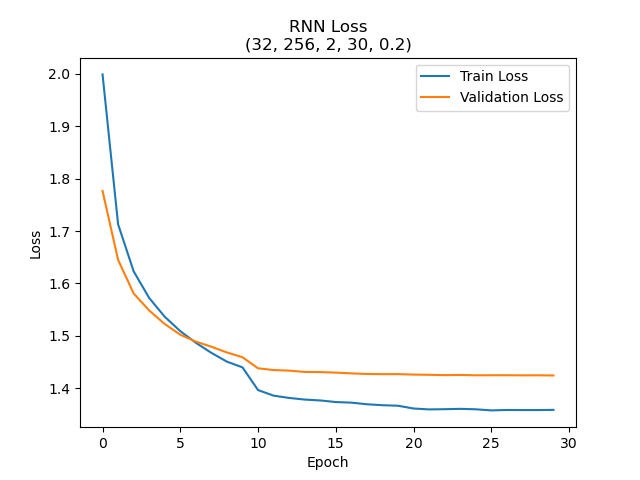 RNN Loss
(32, 256, 2, 30, 0.2)
Train Loss
Validation Loss
2.0
1.9
1.8
1.7
1.6
1.5
1.4
Loss
0 5 10 15 20 25 30
Epoch